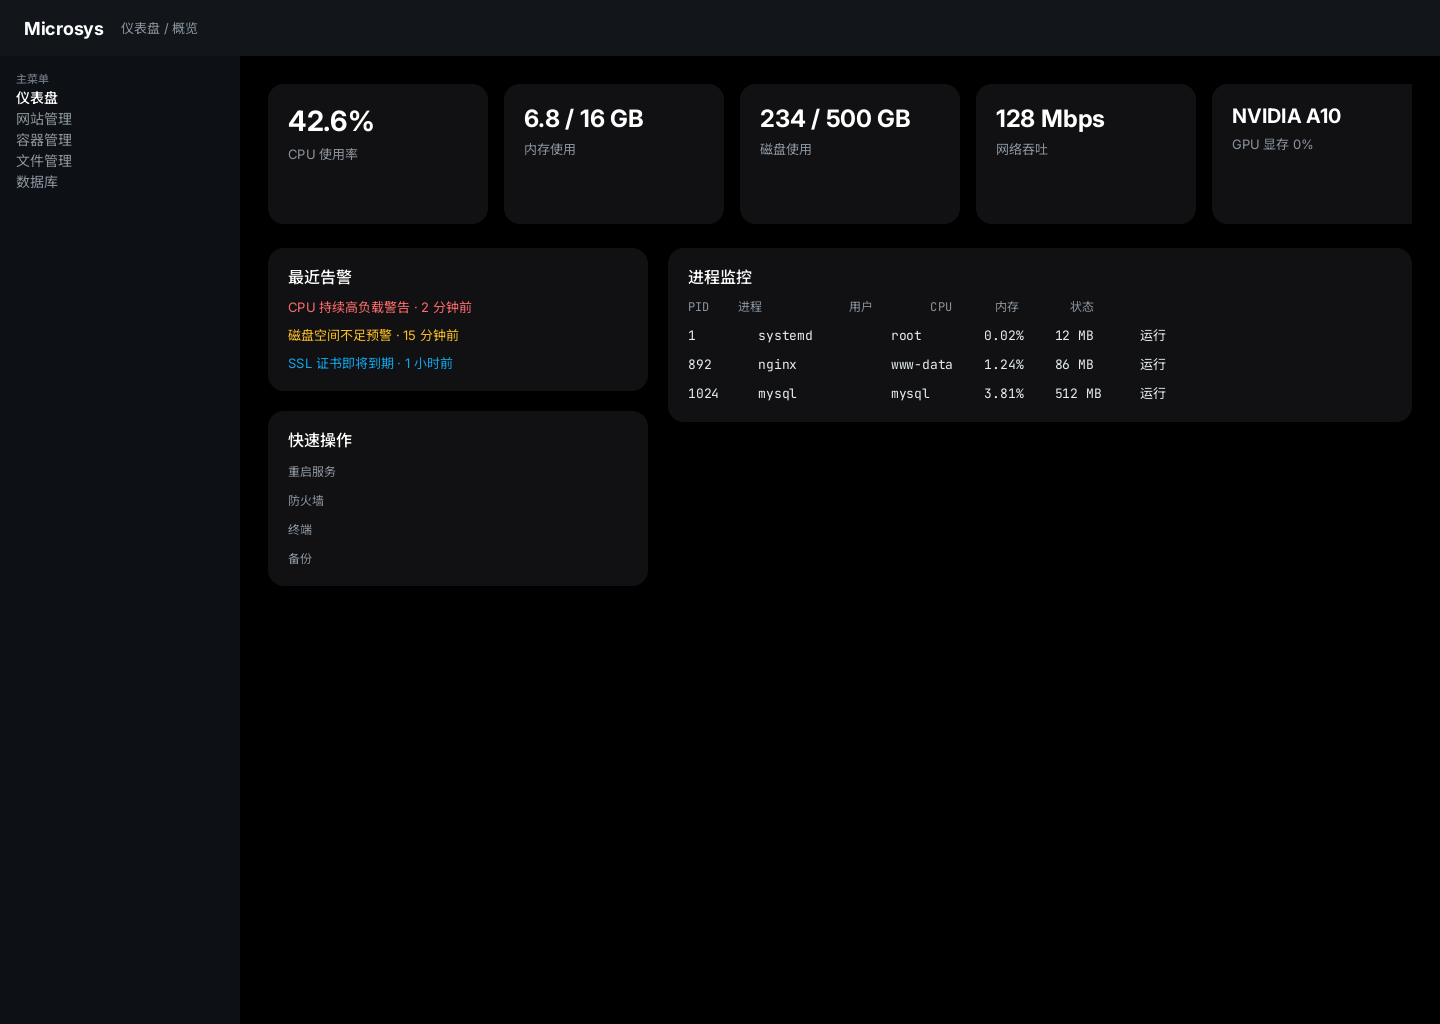 Microsys 仪表盘 / 概览
主菜单
仪表盘
网站管理
容器管理
文件管理
数据库
42.6%
CPU 使用率
6.8 / 16 GB
内存使用
234 / 500 GB
磁盘使用
128 Mbps
网络吞吐
NVIDIA A10
GPU 显存 0%
最近告警
CPU 持续高负载警告 · 2 分钟前
磁盘空间不足预警 · 15 分钟前
SSL 证书即将到期 · 1 小时前
快速操作
重启服务
防火墙
终端
备份
进程监控
PID 进程 用户 CPU 内存 状态
1 systemd root 0.02% 12 MB 运行
892 nginx www-data 1.24% 86 MB 运行
1024 mysql mysql 3.81% 512 MB 运行